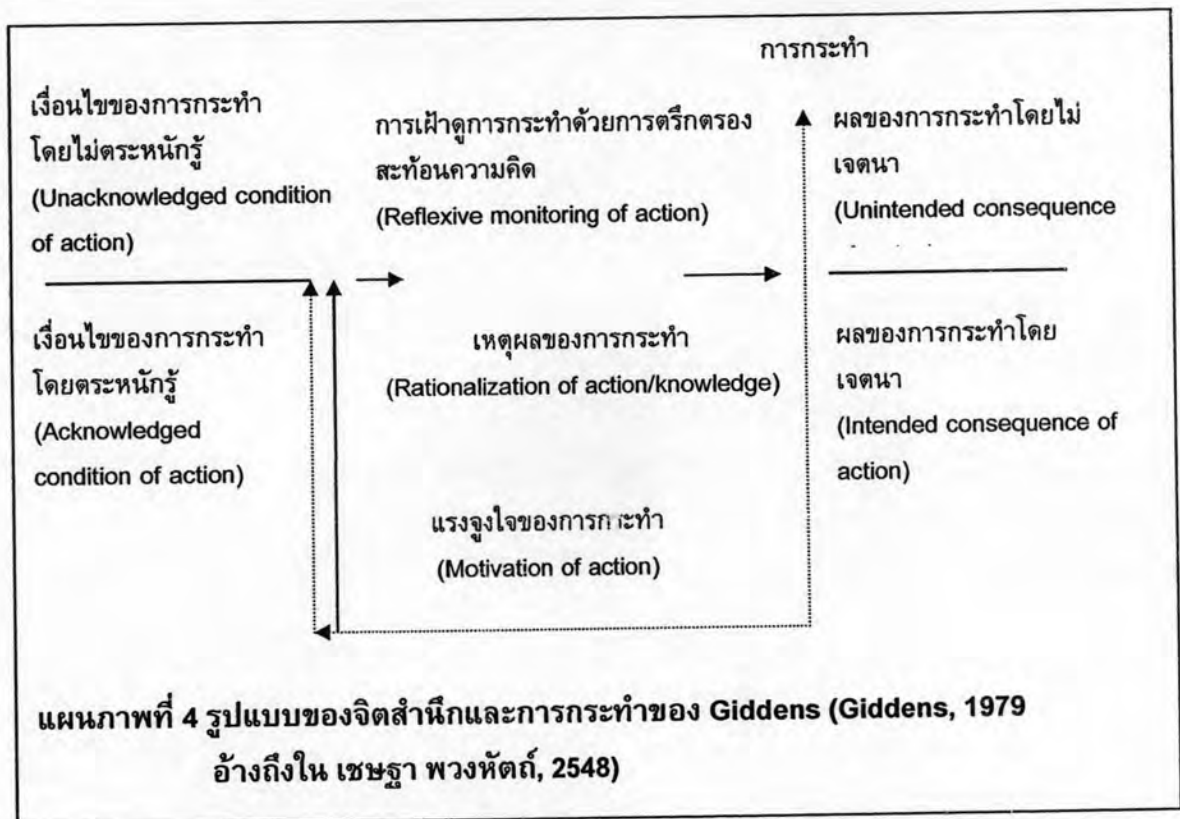 การกระทำ
เงื่อนไขของการกระทำ
โดยไม่ตระหนักรู้
(Unacknowledged condition
of action)
การเฝ้าดูการกระทำด้วยการตรึกตรอง
สะท้อนความคิด
(Reflexive monitoring of action)
ผลของการกระทำโดยไม่
เจตนา
(Unintended consequence
เงื่อนไขของการกระทำ
โดยตระหนักรู้
(Acknowledged
condition of action)
เหตุผลของการกระทำ
(Rationalization of action/knowledge)
ผลของการกระทำโดย
เจตนา
(Intended consequence of
action)
แรงจูงใจของการกระทำ
(Motivation of action)
แผนภาพที่ 4 รูปแบบของจิตสำนึกและการกระทำของ Giddens (Giddens, 1979
อ้างถึงใน เชษฐา พวงหัตถ์, 2548)